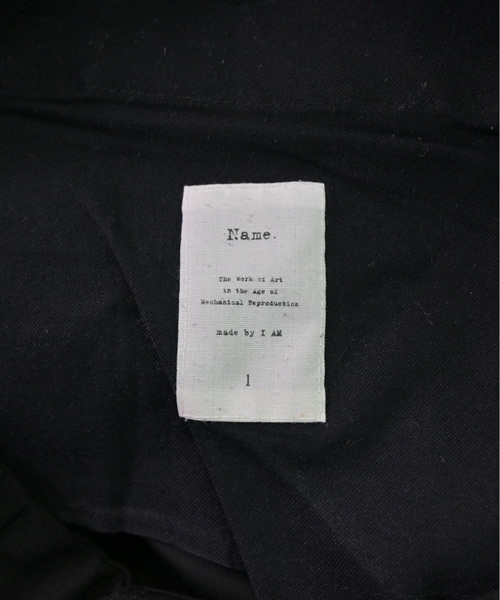 Name.
The Work of Art
in the Age of
Mechanical Reproduction
made by I AM
1